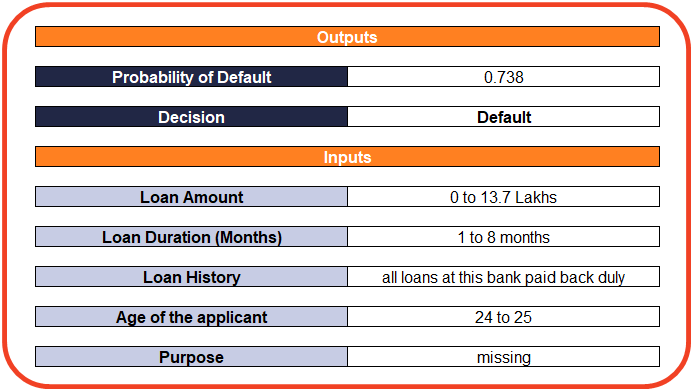 Outputs
Probability of Default 0.738
Decision Default
Inputs
Loan Amount 0 to 13.7 Lakhs
Loan Duration (Months) 1 to 8 months
Loan History all loans at this bank paid back duly
Age of the applicant 24 to 25
Purpose missing